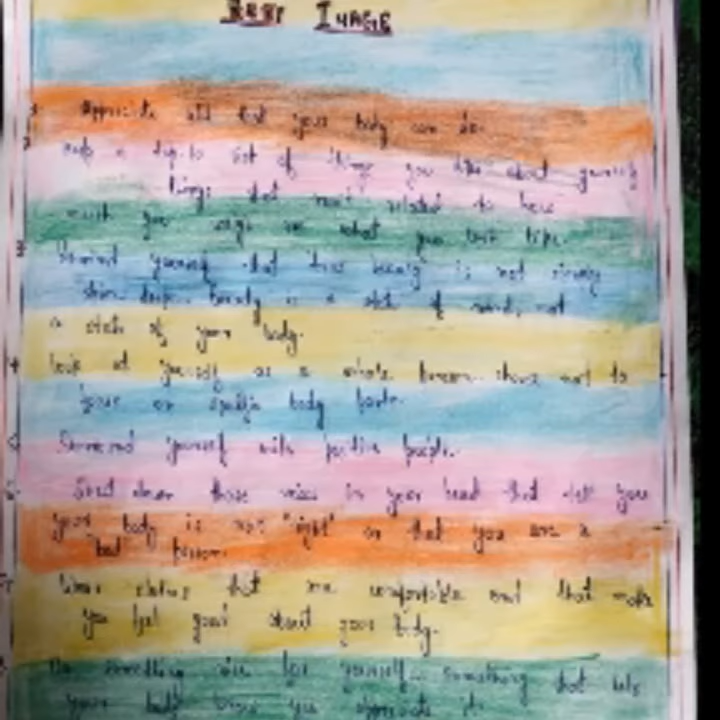 BEST IMAGE
Appreciate all that your body can do.
a top-10 list of things you like about yourself
things that aren't related to how
much you weigh or what you look like.
Remind yourself that true beauty is not simply
skin deep. Beauty is a state of mind, not
a state of your body.
look at yourself as a whole person. choose not to
focus on specific body parts.
Surround yourself with positive people.
Shut down those voices in your head that tell you
your body is not "right" or that you are a
"bad" person.
Wear clothes that are comfortable and that make
you feel good about your body.
Do something nice for yourself something that lets
your body know you appreciate it.